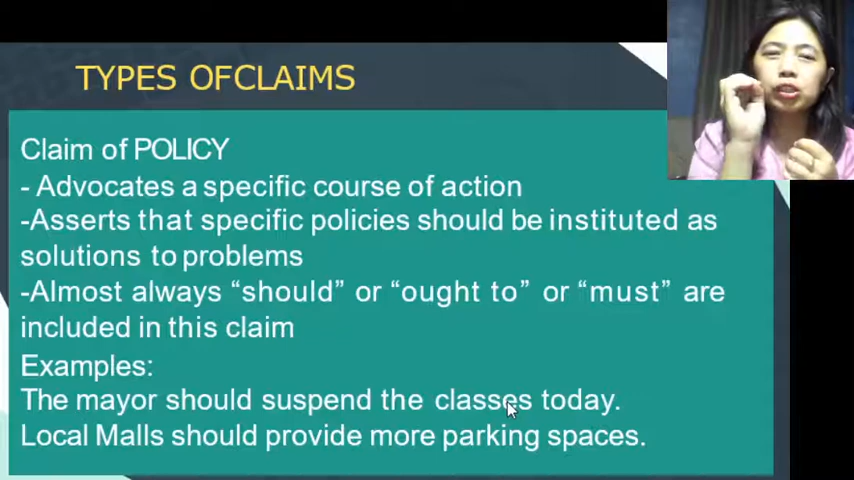 TYPES OFCLAIMS
Claim of POLICY
- Advocates a specific course of action
-Asserts that specific policies should be instituted as
solutions to problems
-Almost always “should” or “ought to” or “must” are
included in this claim
Examples:
The mayor should suspend the classes today.
Local Malls should provide more parking spaces.